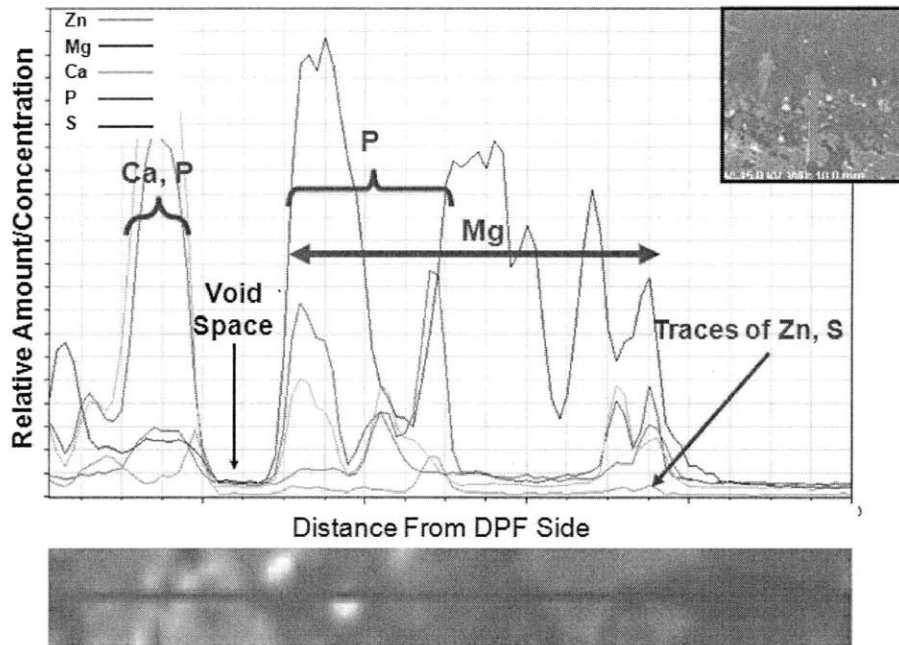 Zn
Mg
Ca
P
S
Relative Amount/Concentration
Ca, P
P
Mg
Void
Space
Traces of Zn, S
Distance From DPF Side